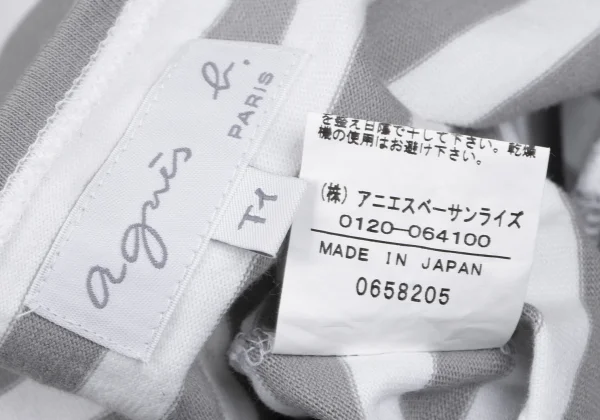 agnès b.
PARIS
T1
を整え日陰で干して下さい。乾燥
機の使用はお避け下さい。
(株) アニエスベーサンライズ
0120-064100
MADE IN JAPAN
0658205